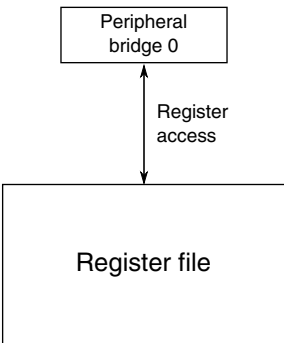 Peripheral
bridge 0
Register
access
Register file